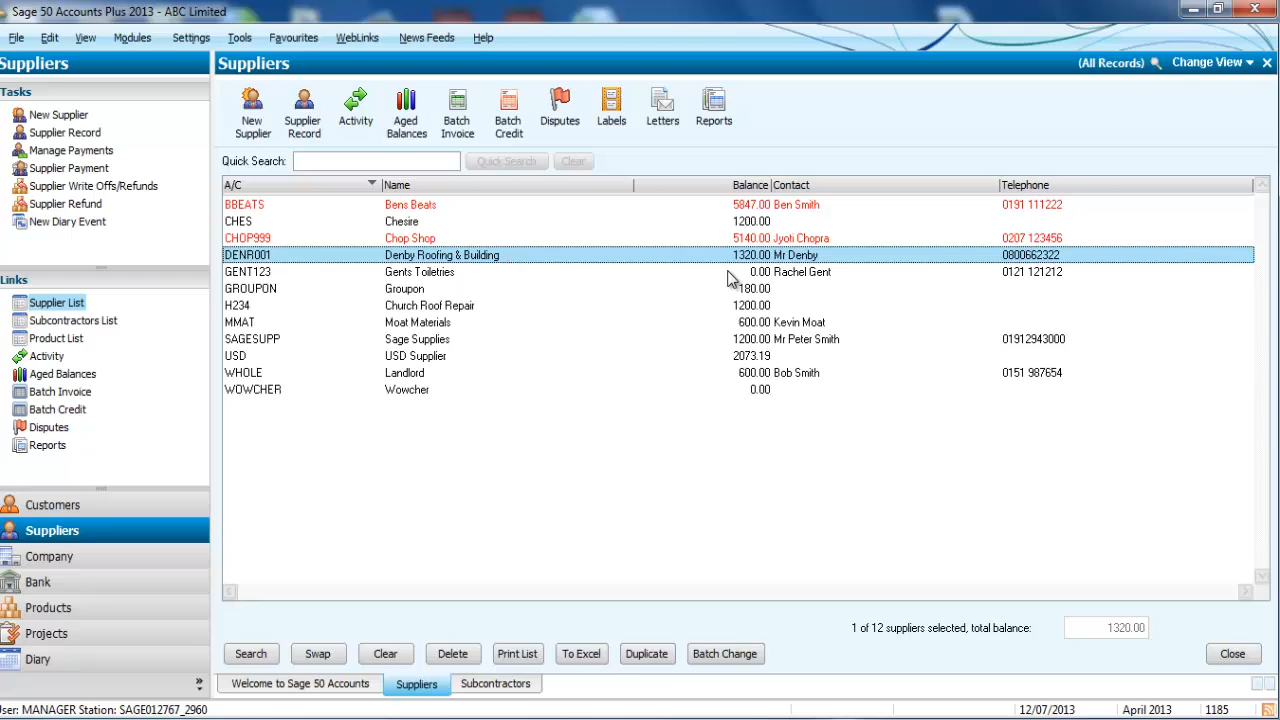 Sage 50 Accounts Plus 2013 - ABC Limited
File Edit View Modules Settings Tools Favourites WebLinks News Feeds Help
Suppliers
Tasks
New Supplier
Supplier Record
Manage Payments
Supplier Payment
Supplier Write Offs/Refunds
Supplier Refund
New Diary Event
Links
Supplier List
Subcontractors List
Product List
Activity
Aged Balances
Batch Invoice
Batch Credit
Disputes
Reports
Customers
Suppliers
Company
Bank
Products
Projects
Diary
Suppliers (All Records) Change View
New Supplier Supplier Record Activity Aged Balances Batch Invoice Batch Credit Disputes Labels Letters Reports
Quick Search: Quick Search Clear
A/C Name Balance Contact Telephone
BBEATS Bens Beats 5847.00 Ben Smith 0191 111222
CHES Chesire 1200.00
CHOP999 Chop Shop 5140.00 Jyoti Chopra 0207 123456
DENR001 Denby Roofing & Building 1320.00 Mr Denby 0800662322
GENT123 Gents Toiletries 0.00 Rachel Gent 0121 121212
GROUPON Groupon 180.00
H234 Church Roof Repair 1200.00
MMAT Moat Materials 600.00 Kevin Moat
SAGESUPP Sage Supplies 1200.00 Mr Peter Smith 01912943000
USD USD Supplier 2073.19
WHOLE Landlord 600.00 Bob Smith 0151 987654
WOWCHER Wowcher 0.00
1 of 12 suppliers selected, total balance: 1320.00
Search Swap Clear Delete Print List To Excel Duplicate Batch Change Close
Welcome to Sage 50 Accounts Suppliers Subcontractors
User: MANAGER Station: SAGE012767_2960 12/07/2013 April 2013 1185